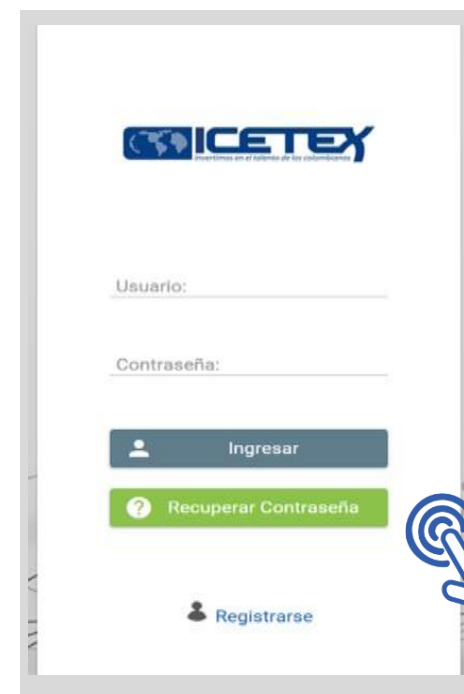 ICETEX
Invertimos en el talento de los colombianos
Usuario:
Contraseña:
Ingresar
? Recuperar Contraseña
Registrarse